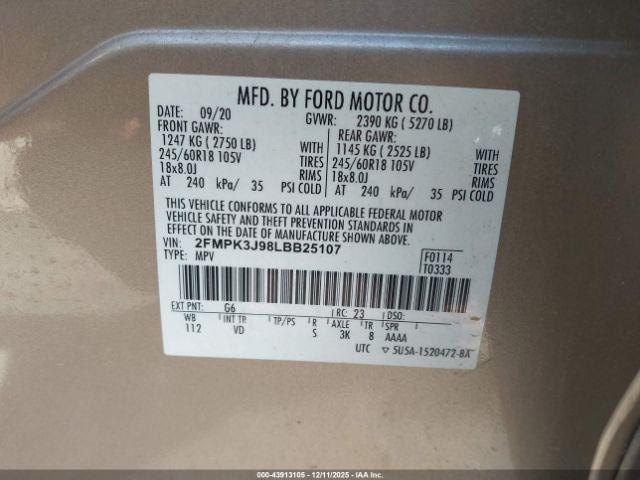 MFD. BY FORD MOTOR CO.
DATE: 09/20 GVWR: 2390 KG ( 5270 LB)
FRONT GAWR: REAR GAWR:
1247 KG ( 2750 LB) WITH 1145 KG ( 2525 LB) WITH
245/60R18 105V TIRES 245/60R18 105V TIRES
18x8.0J RIMS 18x8.0J RIMS
AT 240 kPa/ 35 PSI COLD AT 240 kPa/ 35 PSI COLD
THIS VEHICLE CONFORMS TO ALL APPLICABLE FEDERAL MOTOR
VEHICLE SAFETY AND THEFT PREVENTION STANDARDS IN
EFFECT ON THE DATE OF MANUFACTURE SHOWN ABOVE.
VIN: 2FMPK3J98LBB25107
TYPE: MPV
F0114
T0333
EXT PNT: G6 RC: 23 DSO:
WB INT TR TP/PS R AXLE TR SPR
112 VD S 3K 8 AAAA
UTC ▽ 5USA-1520472-BA
000-43913105 - 12/11/2025 - IAAI.COM